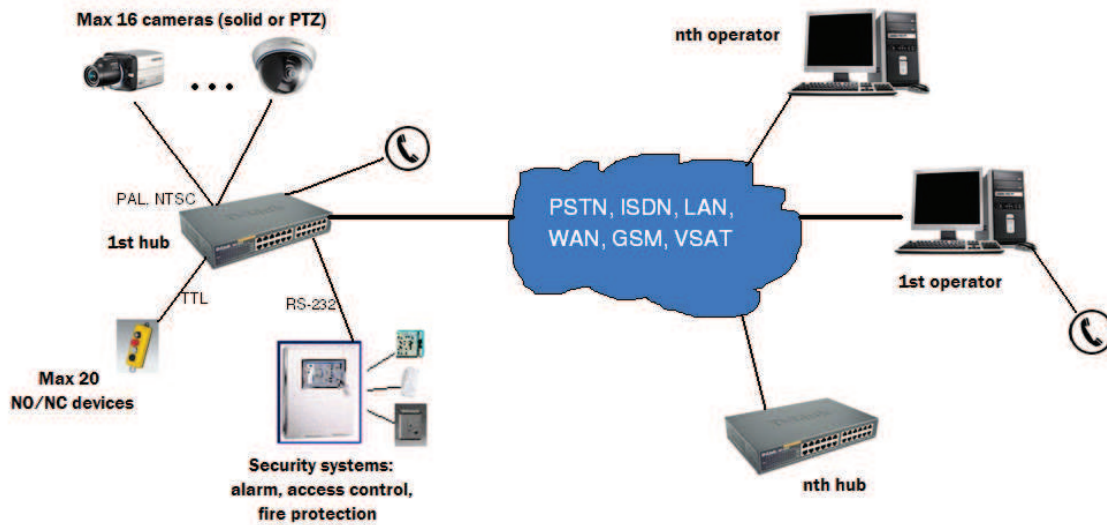 Max 16 cameras (solid or PTZ)
nth operator
PAL, NTSC
1st hub
PSTN, ISDN, LAN,
WAN, GSM, VSAT
1st operator
TTL
RS-232
Max 20
NO/NC devices
Security systems:
alarm, access control,
fire protection
nth hub